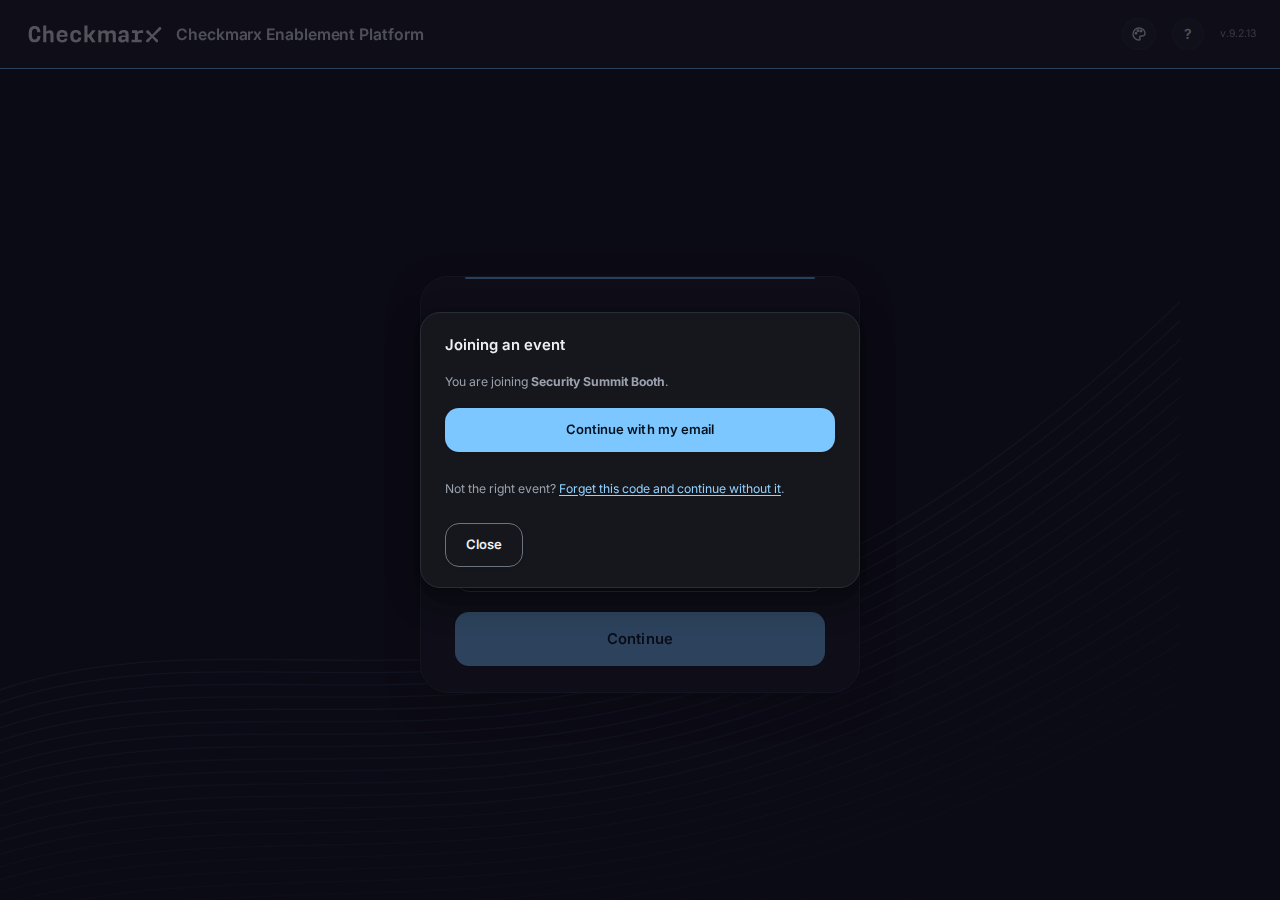 Checkmarx Checkmarx Enablement Platform ? v.9.2.13
Joining an event
You are joining Security Summit Booth.
Continue with my email
Not the right event? Forget this code and continue without it.
Close
Continue